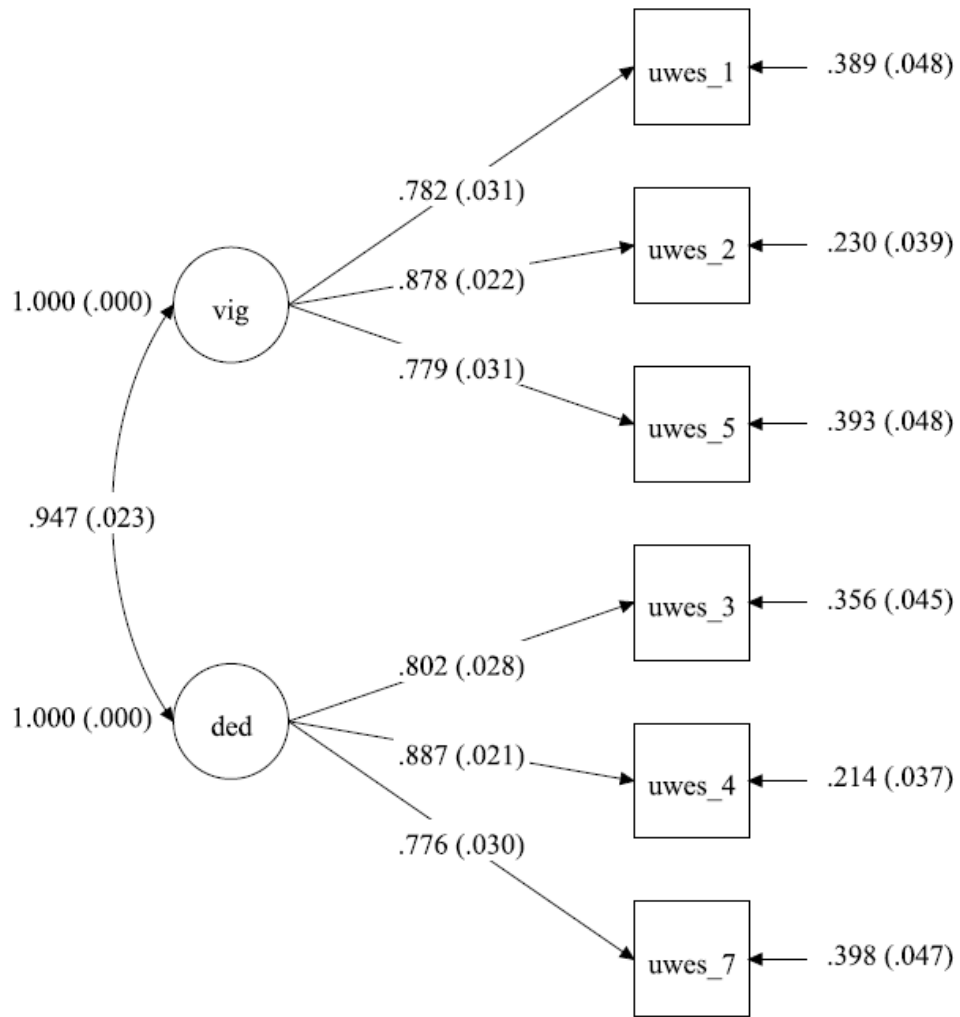 uwes_1
.389 (.048)
.782 (.031)
uwes_2
.230 (.039)
.878 (.022)
1.000 (.000)
vig
.779 (.031)
uwes_5
.393 (.048)
.947 (.023)
uwes_3
.356 (.045)
.802 (.028)
1.000 (.000)
ded
.887 (.021)
uwes_4
.214 (.037)
.776 (.030)
uwes_7
.398 (.047)